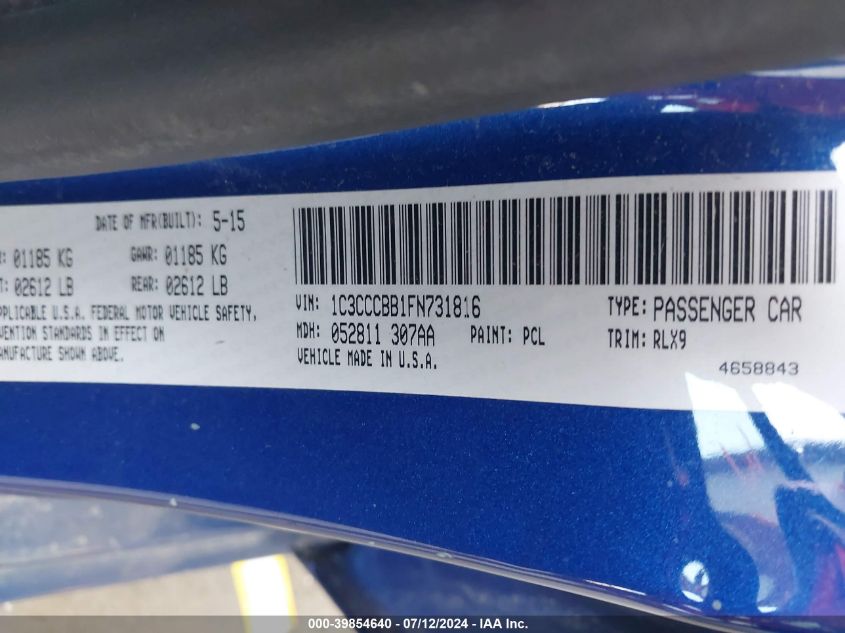 DATE OF MFR(BUILT): 5-15
01185 KG GAWR: 01185 KG
02612 LB REAR: 02612 LB
APPLICABLE U.S.A. FEDERAL MOTOR VEHICLE SAFETY,
STANDARDS IN EFFECT ON
SHOWN ABOVE.
VIN: 1C3CCCBB1FN731816 TYPE: PASSENGER CAR
MDH: 052811 307AA PAINT: PCL TRIM: RLX9
VEHICLE MADE IN U.S.A.
4658843
000-39854640 - 07/12/2024 - IAA Inc.